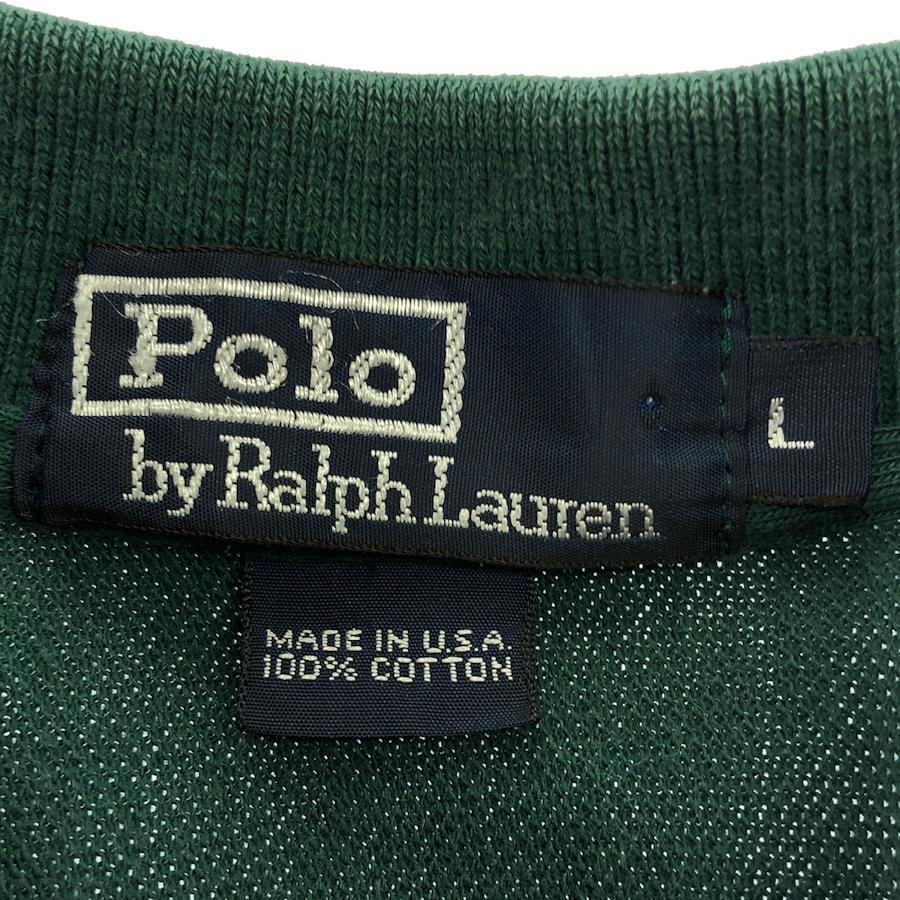 Polo
by Ralph Lauren
L
MADE IN U.S.A.
100% COTTON